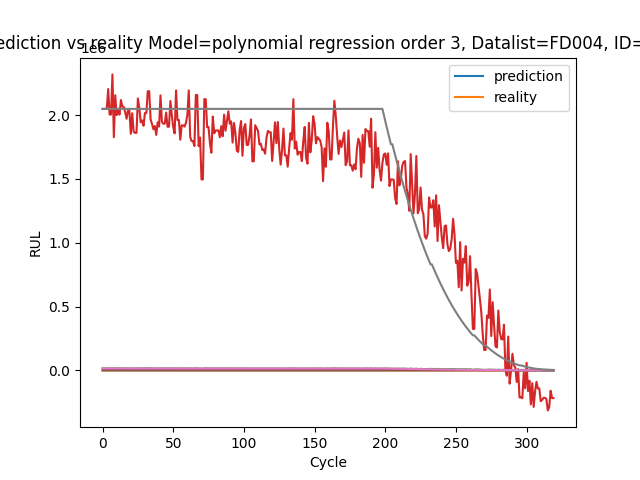 ediction vs reality Model=polynomial regression order 3, Datalist=FD004, ID=
1e6
prediction
reality
2.0
1.5
RUL
1.0
0.5
0.0
0 50 100 150 200 250 300
Cycle